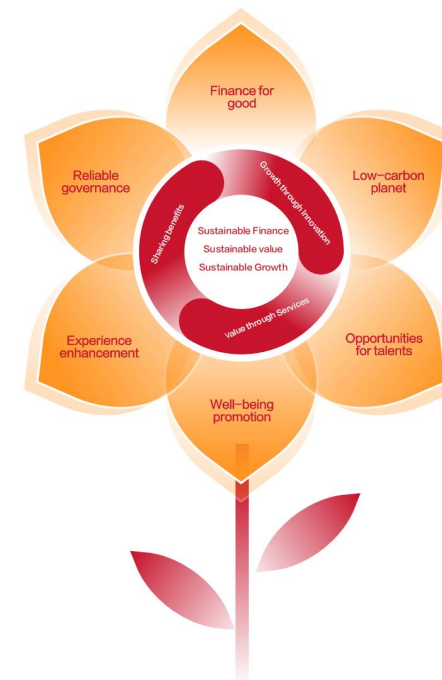 Finance for
good
Reliable
governance
Low-carbon
planet
Growth through Innovation
Sharing benefits
Sustainable Finance
Sustainable value
Sustainable Growth
Value through Services
Experience
enhancement
Opportunities
for talents
Well-being
promotion